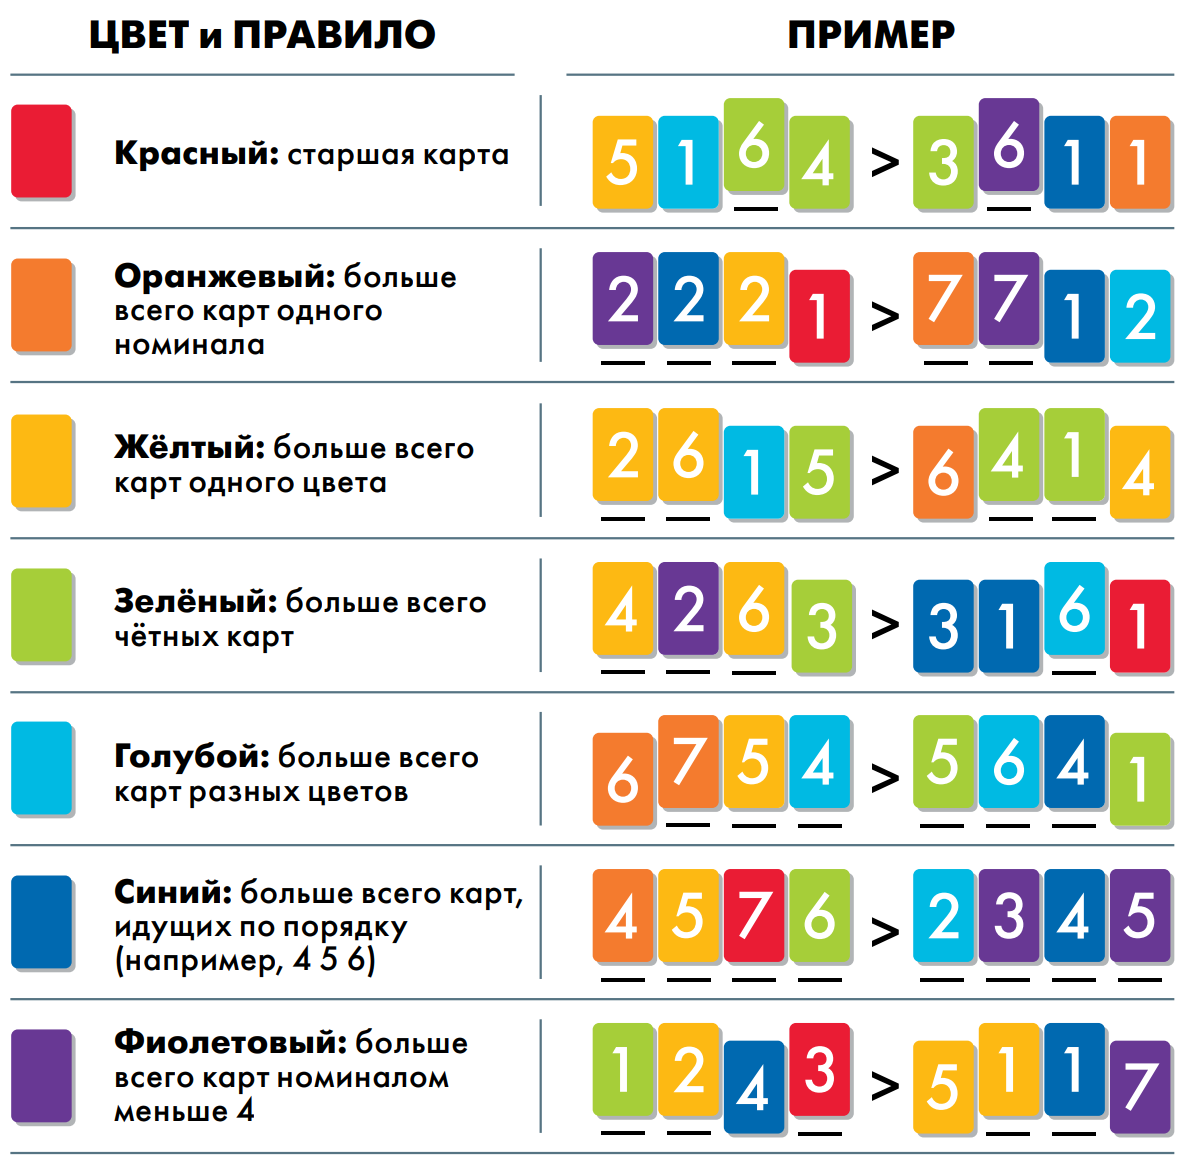 ЦВЕТ и ПРАВИЛО
ПРИМЕР
Красный: старшая карта
5 1 6 4 > 3 6 1 1
Оранжевый: больше
всего карт одного
номинала
2 2 2 1 > 7 7 1 2
Жёлтый: больше всего
карт одного цвета
2 6 1 5 > 6 4 1 4
Зелёный: больше всего
чётных карт
4 2 6 3 > 3 1 6 1
Голубой: больше всего
карт разных цветов
6 7 5 4 > 5 6 4 1
Синий: больше всего карт,
идущих по порядку
(например, 4 5 6)
4 5 7 6 > 2 3 4 5
Фиолетовый: больше
всего карт номиналом
меньше 4
1 2 4 3 > 5 1 1 7